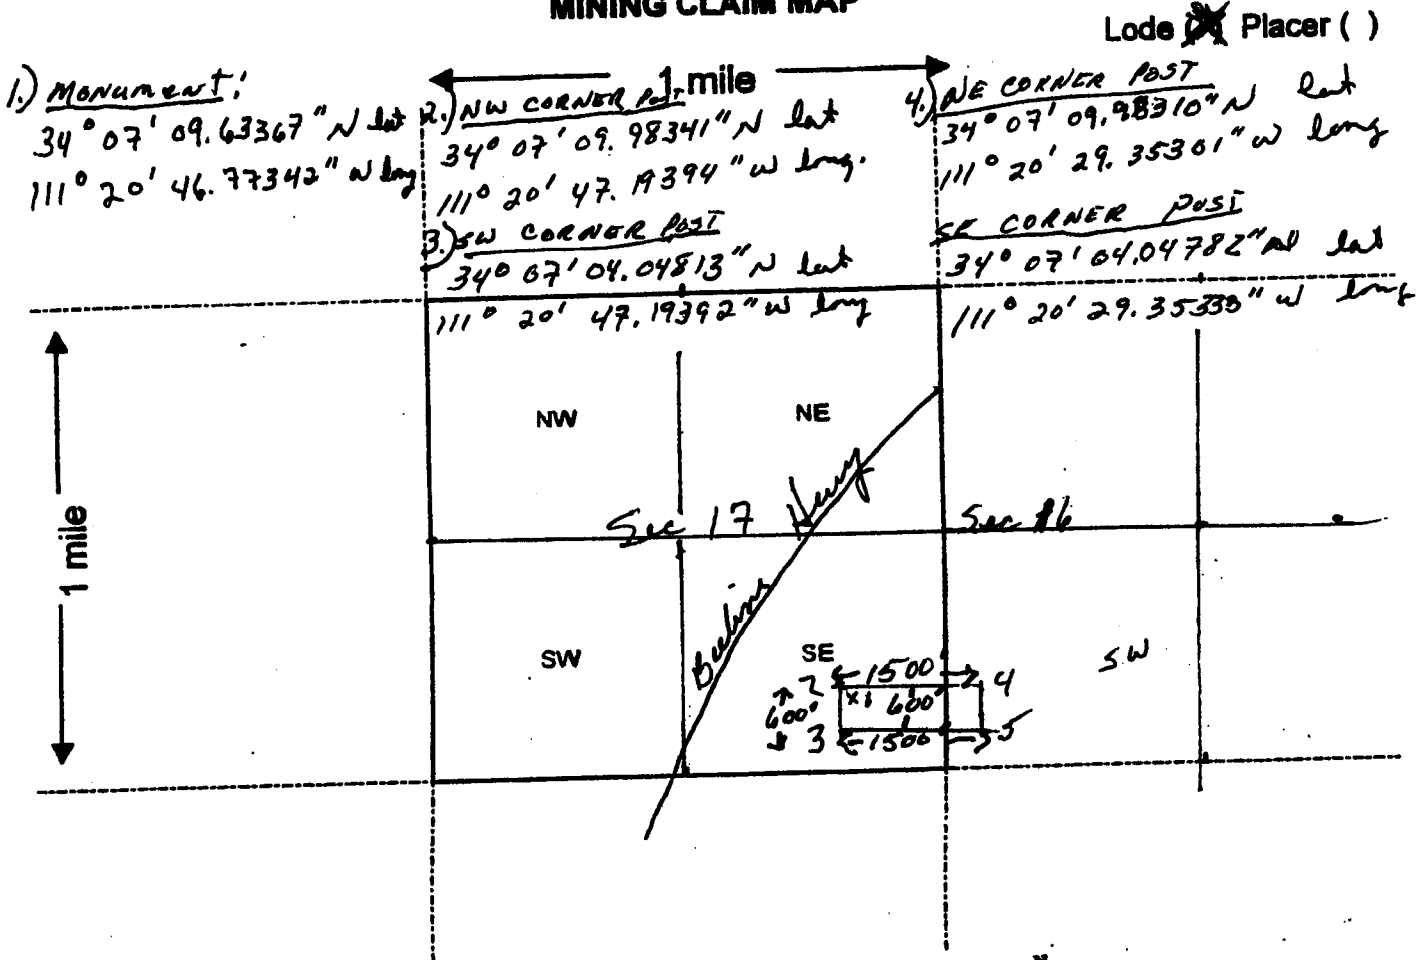 MINING CLAIM MAP
Lode (X) Placer ( )
1 mile
1.) MONUMENT:
34° 07' 09.63367" N lat
111° 20' 46.77342" W long
2.) NW CORNER POST
34° 07' 09.98341" N lat
111° 20' 47.19394" W long.
3.) SW CORNER POST
34° 07' 04.04813" N lat
111° 20' 47.19392" W long
4.) NE CORNER POST
34° 07' 09.98310" N lat
111° 20' 29.35301" W long
SE CORNER POST
34° 07' 04.04782" N lat
111° 20' 29.35338" W long
1 mile
NW
NE
Sec 17
Sec 16
SW
SE
SW
1500
2
4
X 1
600'
600'
3
1500
5